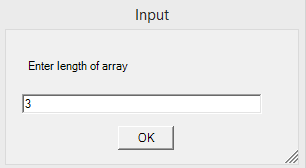 Input
Enter length of array
3
OK